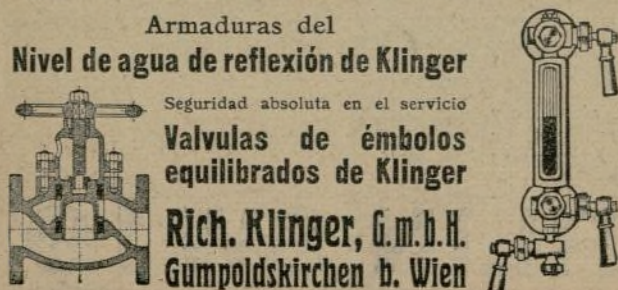 Armaduras del
Nivel de agua de reflexión de Klinger
Seguridad absoluta en el servicio
Valvulas de émbolos
equilibrados de Klinger
Rich. Klinger, G.m.b.H.
Gumpoldskirchen b. Wien